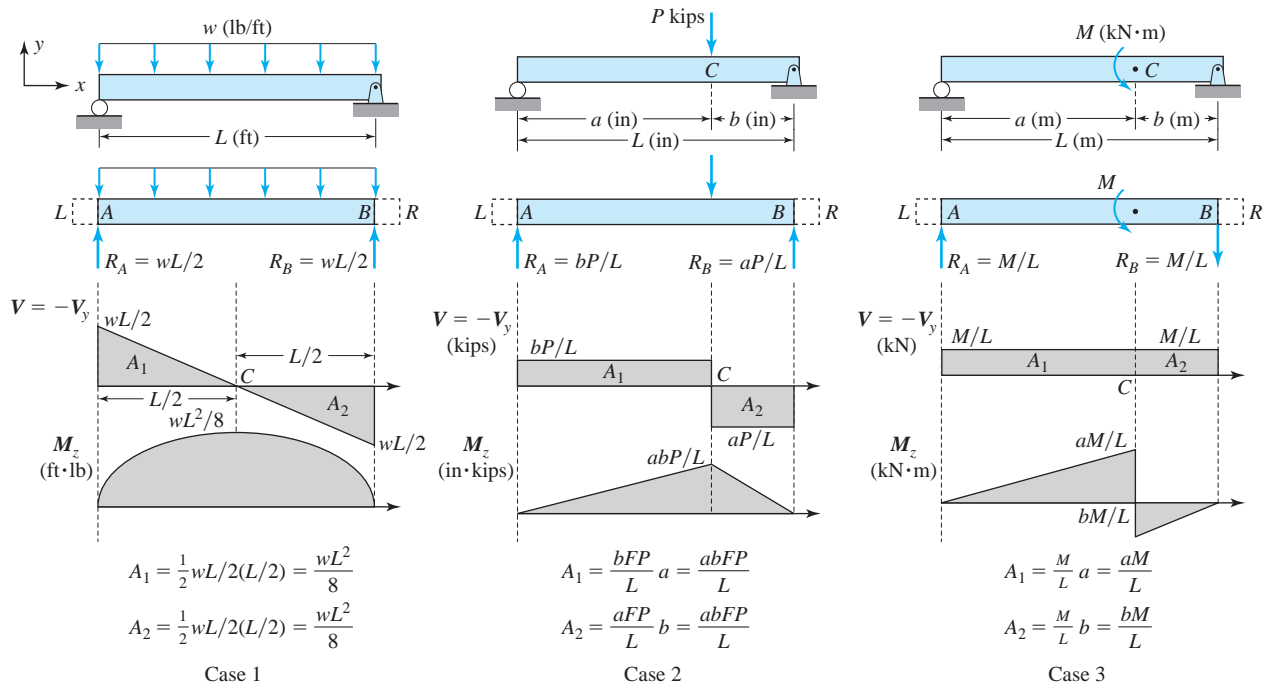 w (lb/ft)
y
x
L (ft)
L
A
B
R
R_A = wL/2
R_B = wL/2
V = −V_y
wL/2
A_1
L/2
C
L/2
A_2
wL²/8
wL/2
M_z
(ft·lb)
A_1 = 1/2 wL/2(L/2) = wL²/8
A_2 = 1/2 wL/2(L/2) = wL²/8
Case 1
P kips
C
a (in)
b (in)
L (in)
L
A
B
R
R_A = bP/L
R_B = aP/L
V = −V_y
(kips)
bP/L
A_1
C
A_2
aP/L
M_z
(in·kips)
abP/L
A_1 = bFP/L a = abFP/L
A_2 = aFP/L b = abFP/L
Case 2
M (kN·m)
C
a (m)
b (m)
L (m)
M
L
A
B
R
R_A = M/L
R_B = M/L
V = −V_y
(kN)
M/L
M/L
A_1
A_2
C
M_z
(kN·m)
aM/L
bM/L
A_1 = M/L a = aM/L
A_2 = M/L b = bM/L
Case 3